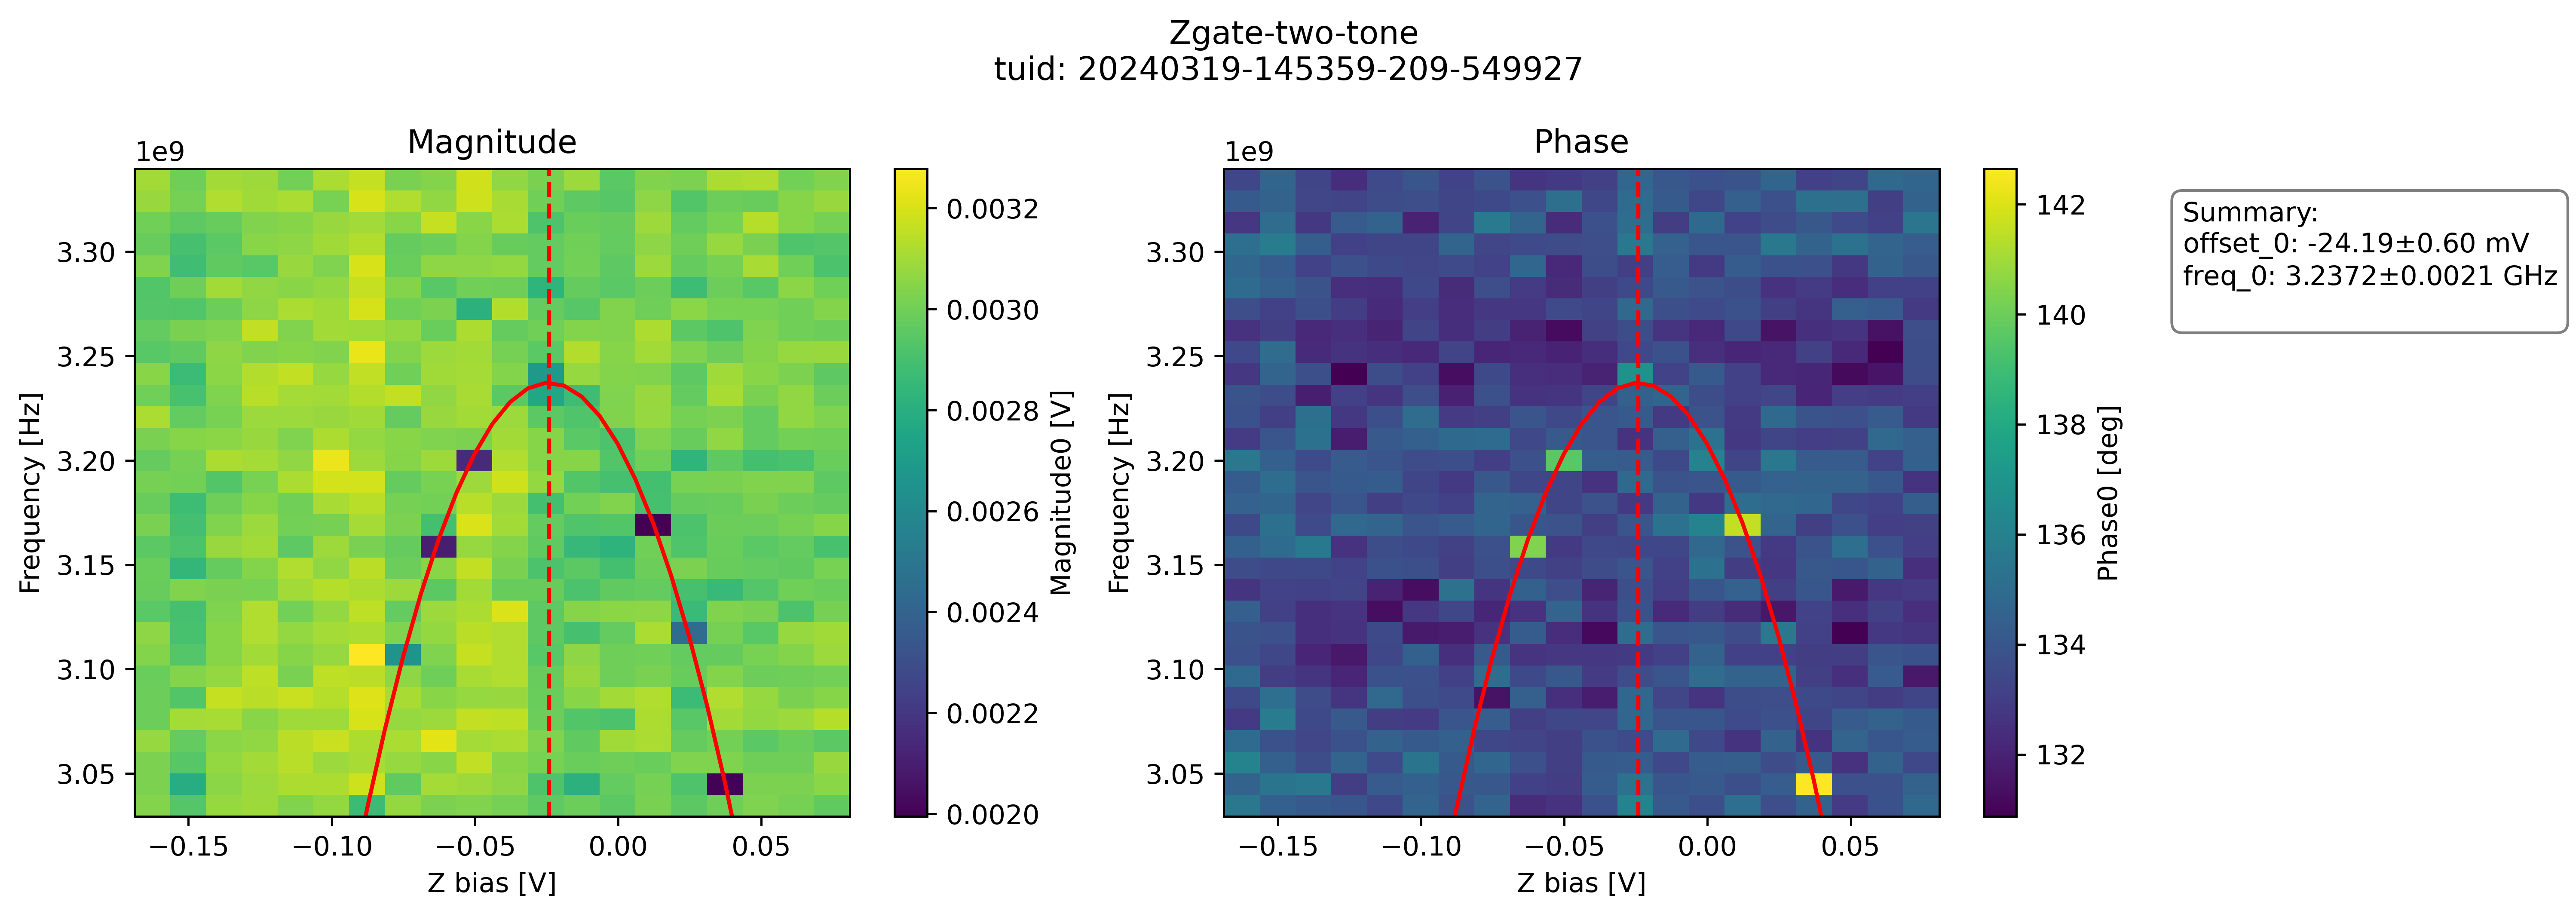 Zgate-two-tone
tuid: 20240319-145359-209-549927
Magnitude
1e9
3.30
3.25
3.20
3.15
3.10
3.05
Frequency [Hz]
−0.15
−0.10
−0.05
0.00
0.05
Z bias [V]
0.0032
0.0030
0.0028
0.0026
0.0024
0.0022
0.0020
Magnitude0 [V]
Phase
1e9
3.30
3.25
3.20
3.15
3.10
3.05
Frequency [Hz]
−0.15
−0.10
−0.05
0.00
0.05
Z bias [V]
142
140
138
136
134
132
Phase0 [deg]
Summary:
offset_0: -24.19±0.60 mV
freq_0: 3.2372±0.0021 GHz